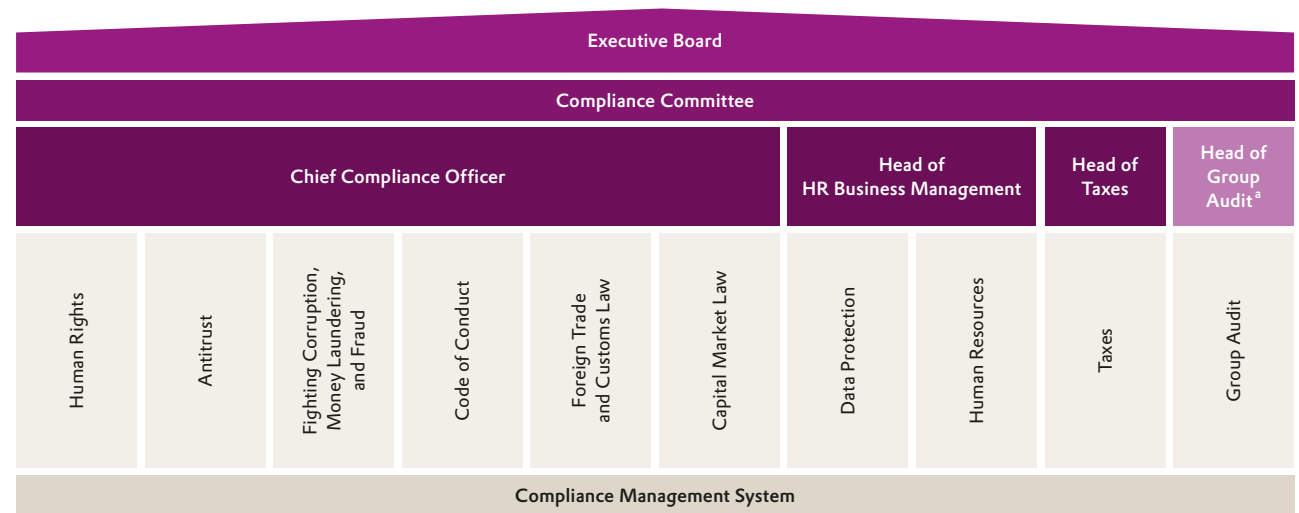 Executive Board
Compliance Committee
Chief Compliance Officer
Head of
HR Business Management
Head of
Taxes
Head of
Group
Audit a
Human Rights
Antitrust
Fighting Corruption,
Money Laundering,
and Fraud
Code of Conduct
Foreign Trade
and Customs Law
Capital Market Law
Data Protection
Human Resources
Taxes
Group Audit
Compliance Management System